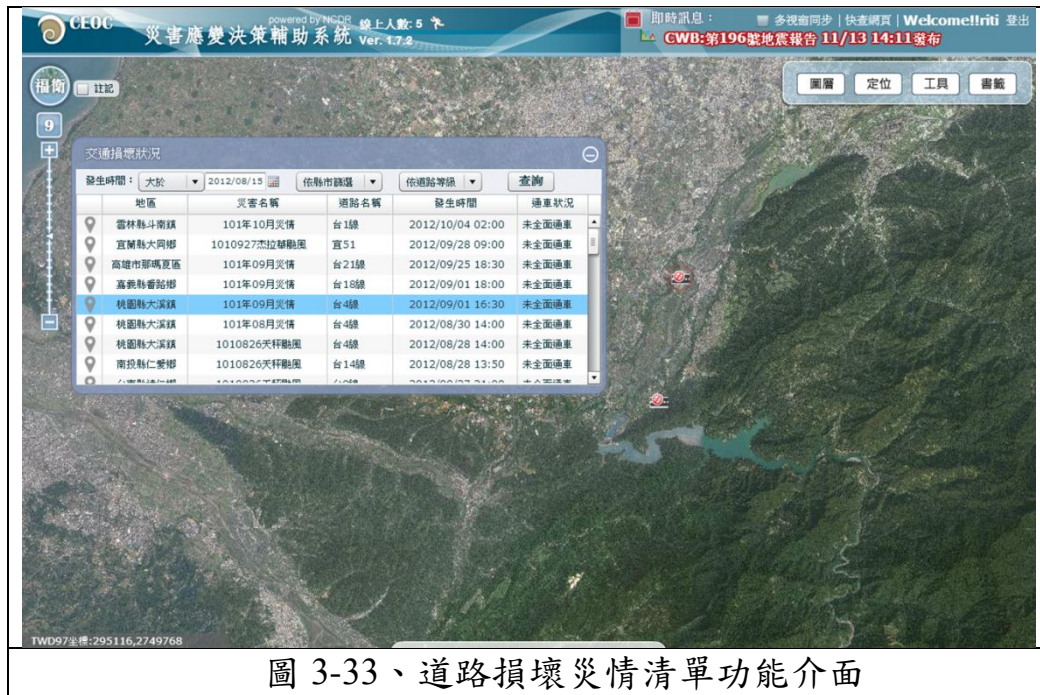 CEOC 災害應變決策輔助系統 powered by NCDR Ver. 1.7.2 線上人數: 5
即時訊息： 多視窗同步 | 快查網頁 | Welcome!!riti 登出
CWB:第196號地震報告 11/13 14:11發布
福衛 註記
圖層 定位 工具 書籤
9
交通損壞狀況
發生時間： 大於 2012/08/15 依縣市篩選 依道路等級 查詢
地區 災害名稱 道路名稱 發生時間 通車狀況
雲林縣斗南鎮 101年10月災情 台1線 2012/10/04 02:00 未全面通車
宜蘭縣大同鄉 1010927杰拉華颱風 宜51 2012/09/28 09:00 未全面通車
高雄市那瑪夏區 101年09月災情 台21線 2012/09/25 18:30 未全面通車
嘉義縣番路鄉 101年09月災情 台18線 2012/09/01 18:00 未全面通車
桃園縣大溪鎮 101年09月災情 台4線 2012/09/01 16:30 未全面通車
桃園縣大溪鎮 101年08月災情 台4線 2012/08/30 14:00 未全面通車
桃園縣大溪鎮 1010826天秤颱風 台4線 2012/08/28 14:00 未全面通車
南投縣仁愛鄉 1010826天秤颱風 台14線 2012/08/28 13:50 未全面通車
TWD97坐標:295116,2749768
圖 3-33、道路損壞災情清單功能介面